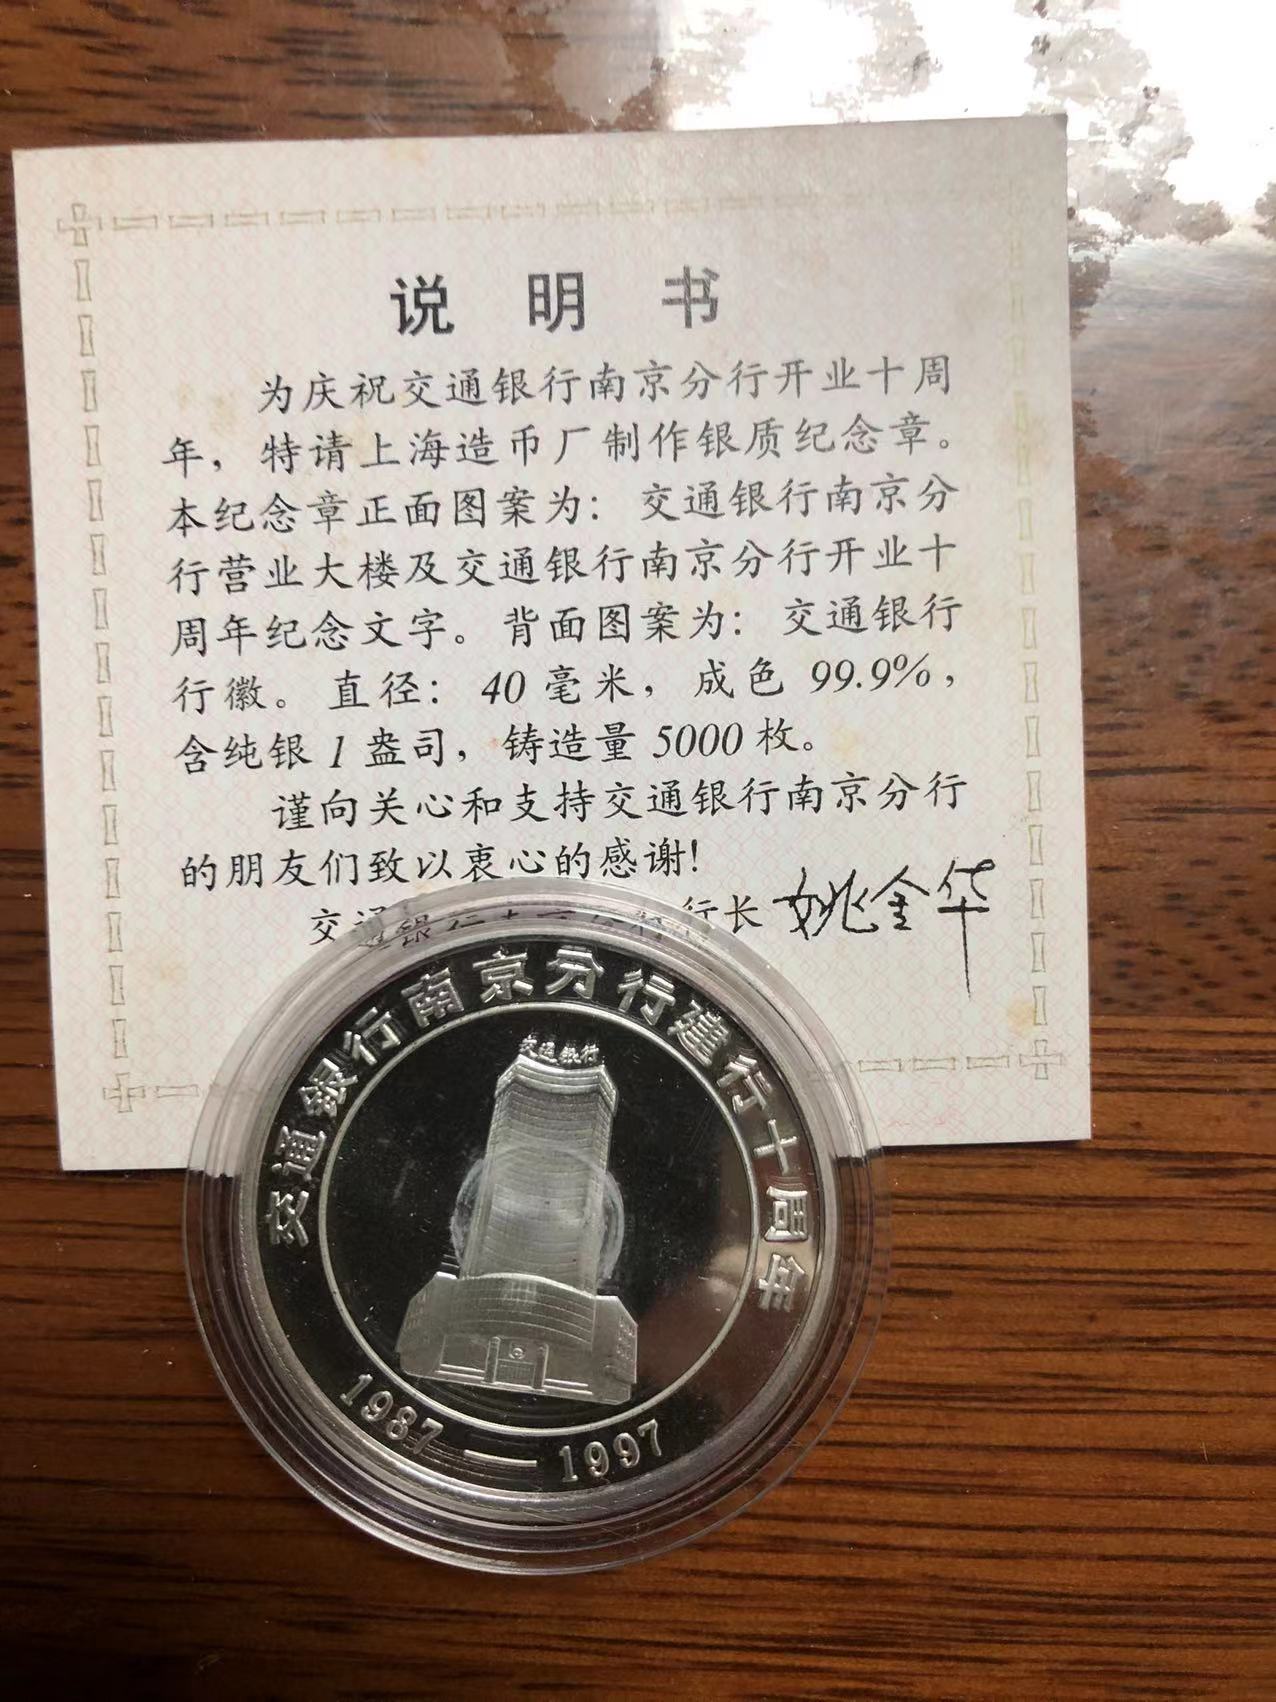 说 明 书
为庆祝交通银行南京分行开业十周
年，特请上海造币厂制作银质纪念章。
本纪念章正面图案为：交通银行南京分
行营业大楼及交通银行南京分行开业十
周年纪念文字。背面图案为：交通银行
行徽。直径：40毫米，成色99.9%，
含纯银1盎司，铸造量5000枚。
谨向关心和支持交通银行南京分行
的朋友们致以衷心的感谢！
交通银行 行长 姚金华
交通银行南京分行建行十周年
交通银行
1987—1997